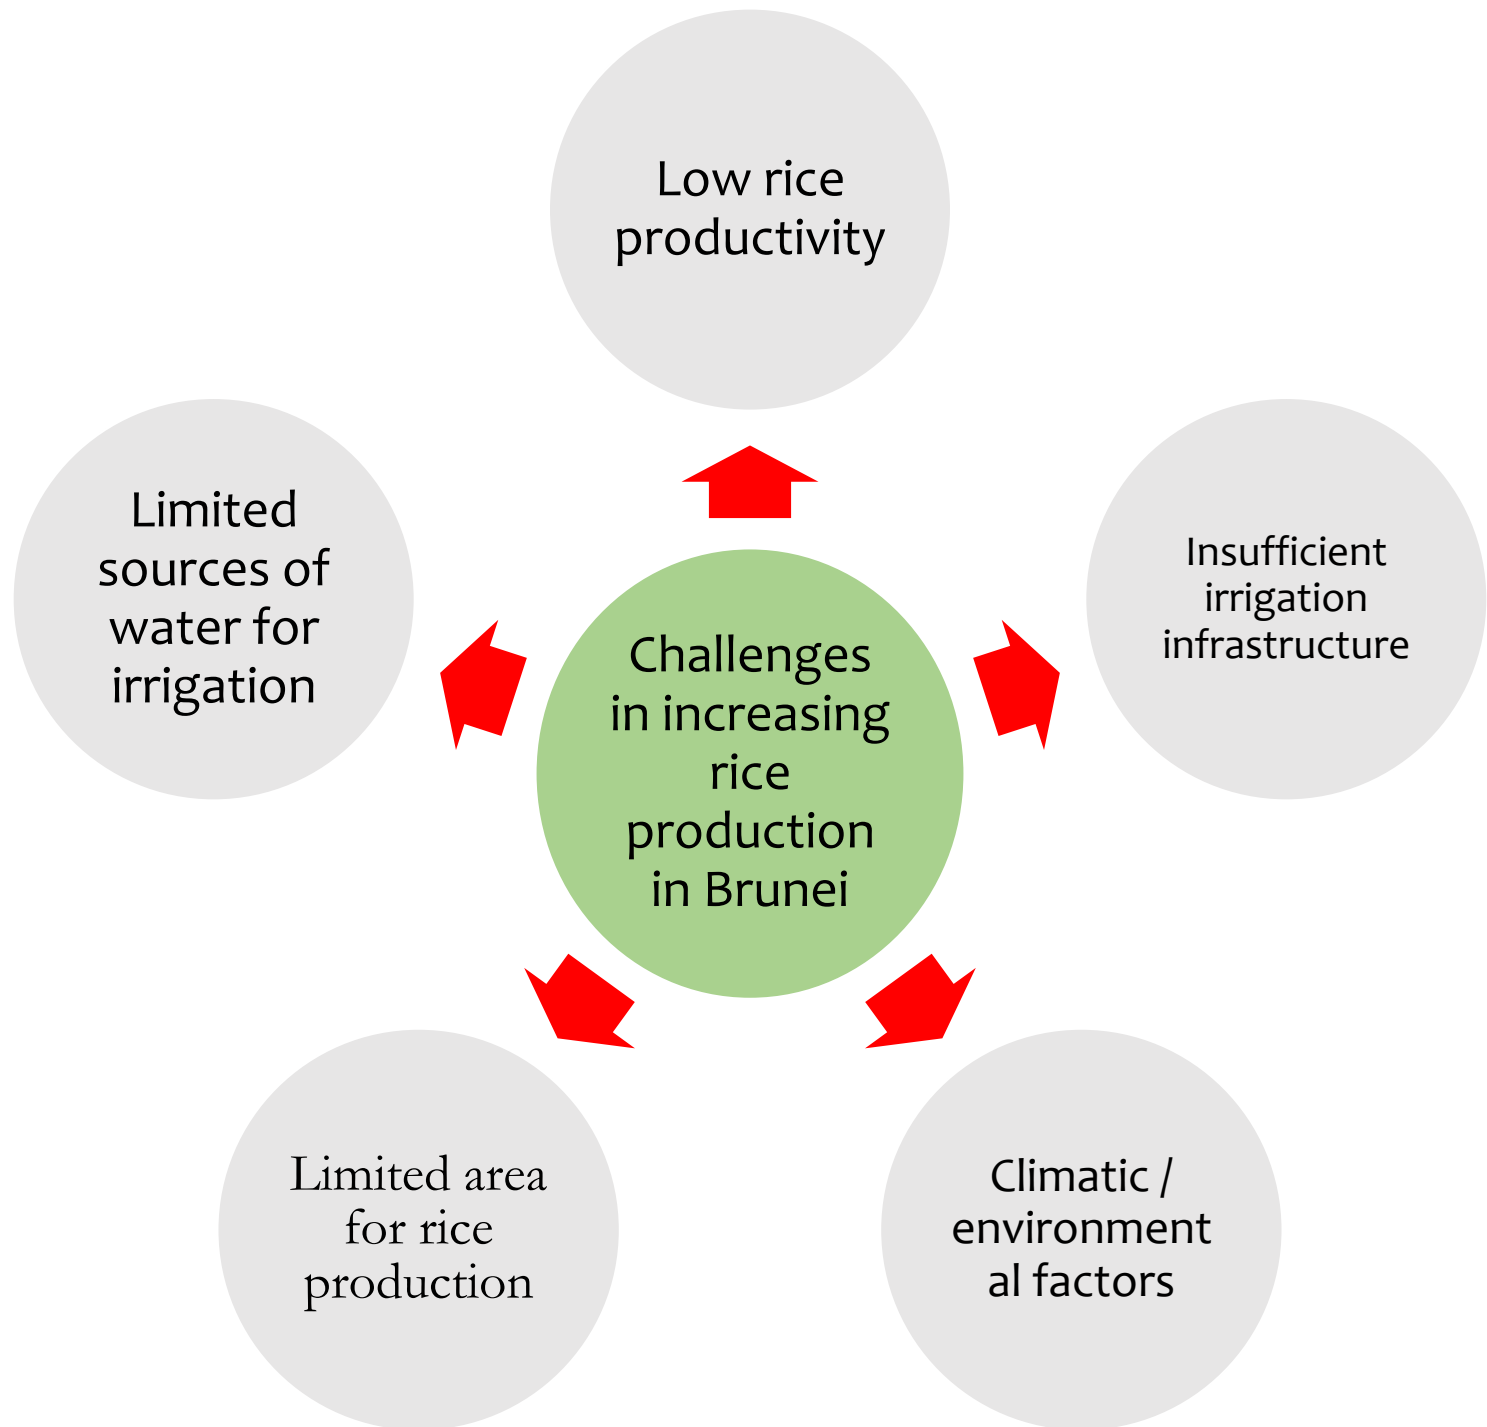 Low rice
productivity
Insufficient
irrigation
infrastructure
Climatic /
environment
al factors
Limited area
for rice
production
Limited
sources of
water for
irrigation
Challenges
in increasing
rice
production
in Brunei